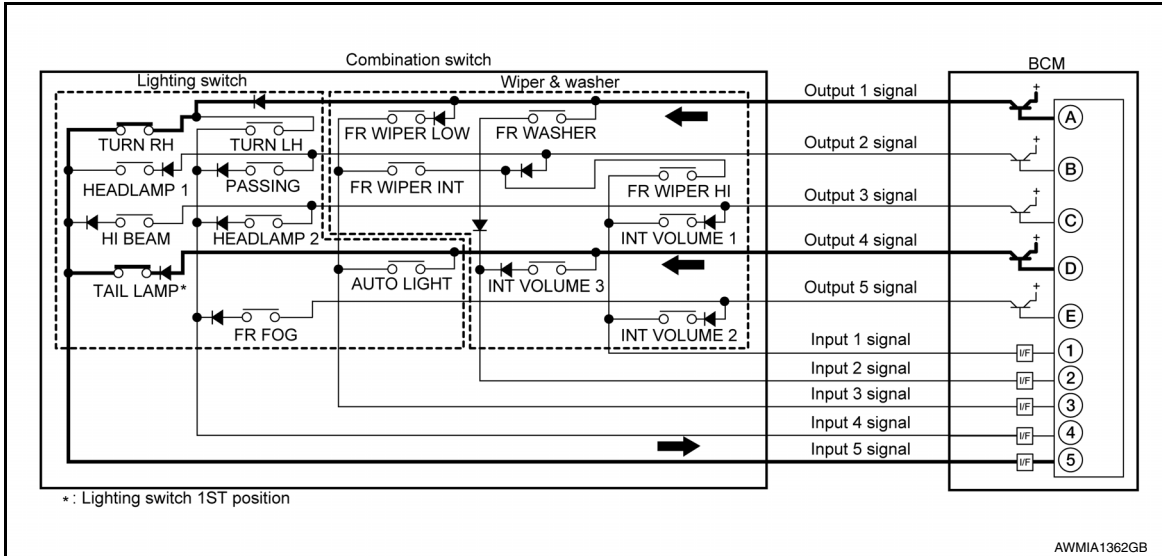 Combination switch
BCM
Lighting switch
Wiper & washer
Output 1 signal
+
A
TURN RH
TURN LH
FR WIPER LOW
FR WASHER
Output 2 signal
+
B
HEADLAMP 1
PASSING
FR WIPER INT
FR WIPER HI
Output 3 signal
+
C
HI BEAM
HEADLAMP 2
INT VOLUME 1
Output 4 signal
+
D
TAIL LAMP*
AUTO LIGHT
INT VOLUME 3
Output 5 signal
+
E
FR FOG
INT VOLUME 2
Input 1 signal
I/F
1
Input 2 signal
I/F
2
Input 3 signal
I/F
3
Input 4 signal
I/F
4
Input 5 signal
I/F
5
* : Lighting switch 1ST position
AWMIA1362GB